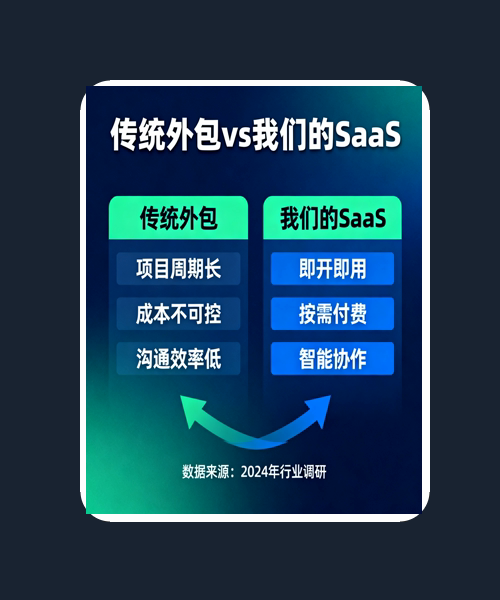 传统外包vs我们的SaaS
传统外包
项目周期长
成本不可控
沟通效率低
我们的SaaS
即开即用
按需付费
智能协作
数据来源：2024年行业调研